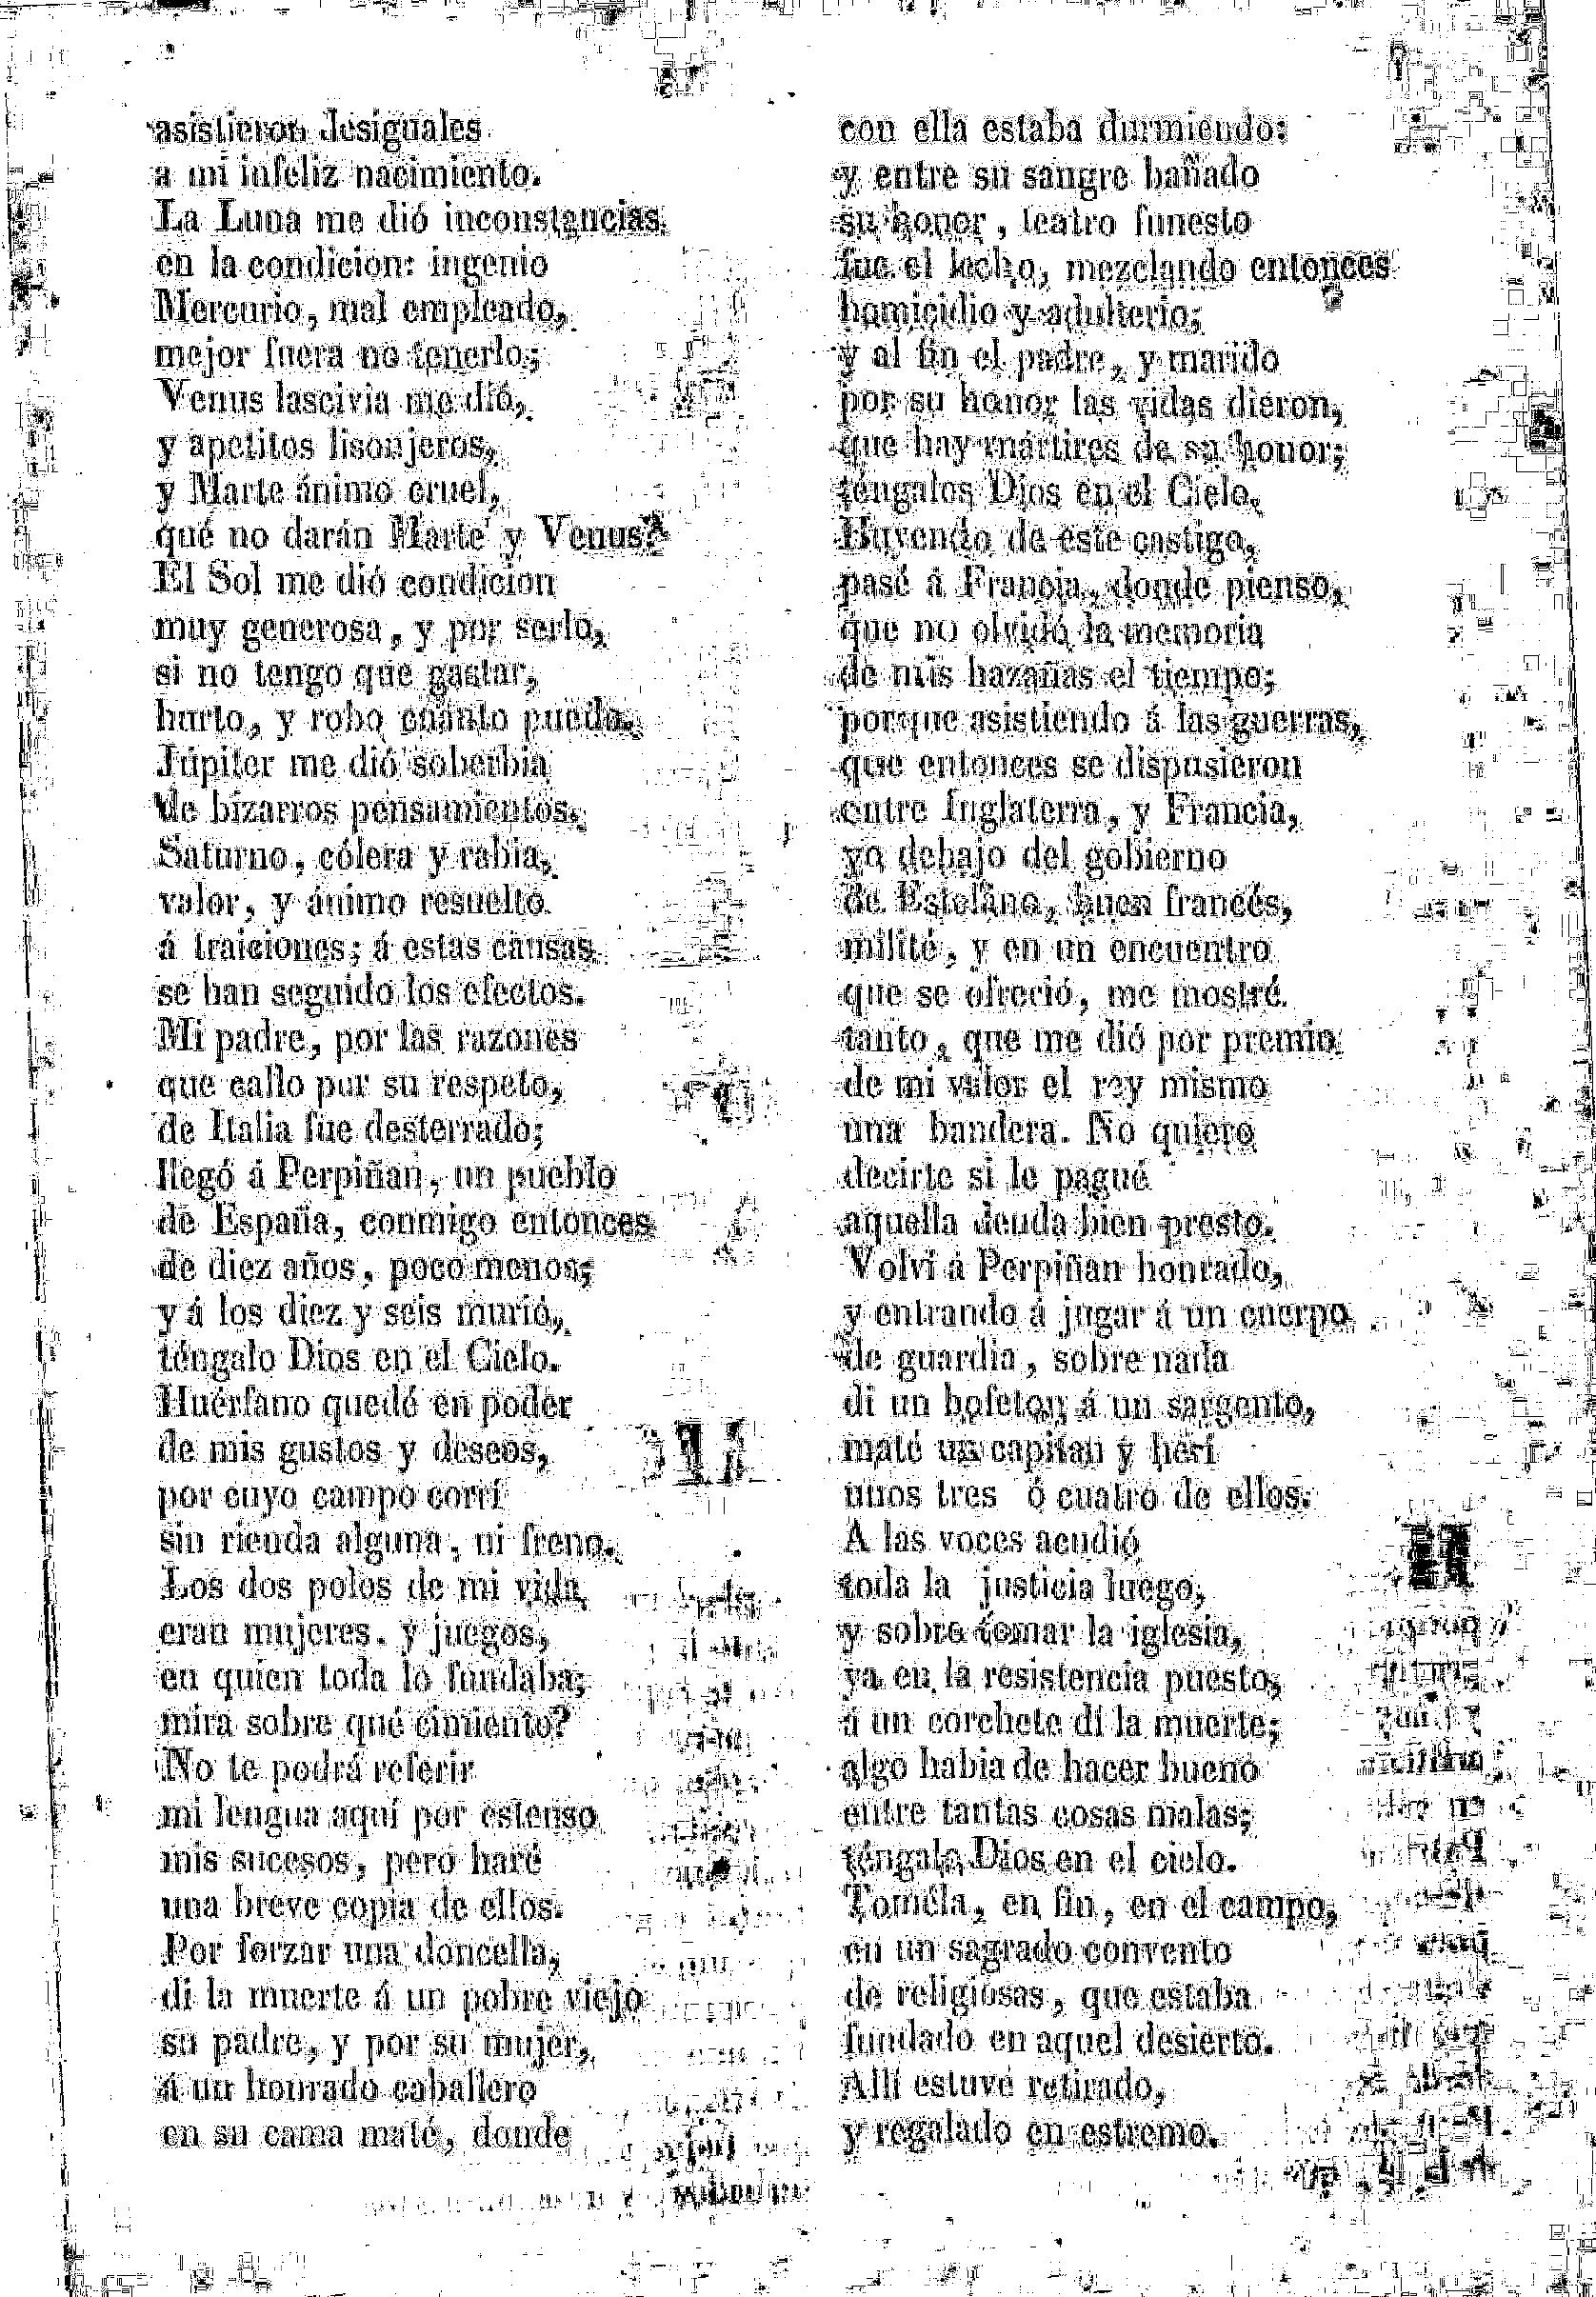 asistieron desiguales
a mi infeliz nacimiento.
La Luna me dió inconstancias
en la condicion: ingenio
Mercurio, mal empleado,
mejor fuera no tenerlo;
Venus lascivia me dió,
y apetitos lisonjeros,
y Marte ánimo cruel,
qué no darán Marte y Venus?
El Sol me dió condicion
muy generosa, y por serlo,
si no tengo que gastar,
hurto, y robo cuanto puedo.
Júpiter me dió soberbia
de bizarros pensamientos,
Saturno, cólera y rabia,
valor, y ánimo resuelto
á traiciones; á estas causas
se han seguido los efectos.
Mi padre, por las razones
que callo por su respeto,
de Italia fue desterrado;
llegó á Perpiñan, un pueblo
de España, conmigo entonces
de diez años, poco menos;
y á los diez y seis murió,
téngalo Dios en el Cielo.
Huérfano quedé en poder
de mis gustos y deseos,
por cuyo campo corrí
sin rienda alguna, ni freno.
Los dos polos de mi vida
eran mujeres. y juegos,
en quien toda lo fundaba;
mira sobre qué cimiento?
No te podrá referir
mi lengua aquí por estenso
mis sucesos, pero haré
una breve copia de ellos.
Por forzar una doncella,
di la muerte á un pobre viejo
su padre, y por su mujer,
á un honrado caballero
en su cama maté, donde
con ella estaba durmiendo:
y entre su sangre bañado
su honor, teatro funesto
fue el lecho, mezclando entonces
homicidio y adulterio;
y al fin el padre, y marido
por su honor las vidas dieron,
que hay mártires de su honor;
téngalos Dios en el Cielo.
Huyendo de este castigo,
pasé á Francia, donde pienso,
que no olvidó la memoria
de mis hazañas el tiempo;
porque asistiendo á las guerras,
que entonces se dispusieron
entre Inglaterra, y Francia,
yo debajo del gobierno
de Estefano, buen francés,
milité, y en un encuentro
que se ofreció, me mostré
tanto, que me dió por premio
de mi valor el rey mismo
una bandera. No quiero
decirte si le pagué
aquella deuda bien presto.
Volví á Perpiñan honrado,
y entrando á jugar á un cuerpo
de guardia, sobre nada
di un bofeton á un sargento,
maté un capitan y herí
unos tres ó cuatro de ellos.
A las voces acudió
toda la justicia luego,
y sobre tomar la iglesia,
ya en la resistencia puesto,
á un corchete dí la muerte;
algo habia de hacer bueno
entre tantas cosas malas;
téngale Dios en el cielo.
Toméla, en fin, en el campo,
en un sagrado convento
de religiosas, que estaba
fundado en aquel desierto.
Allí estuve retirado,
y regalado en estremo.